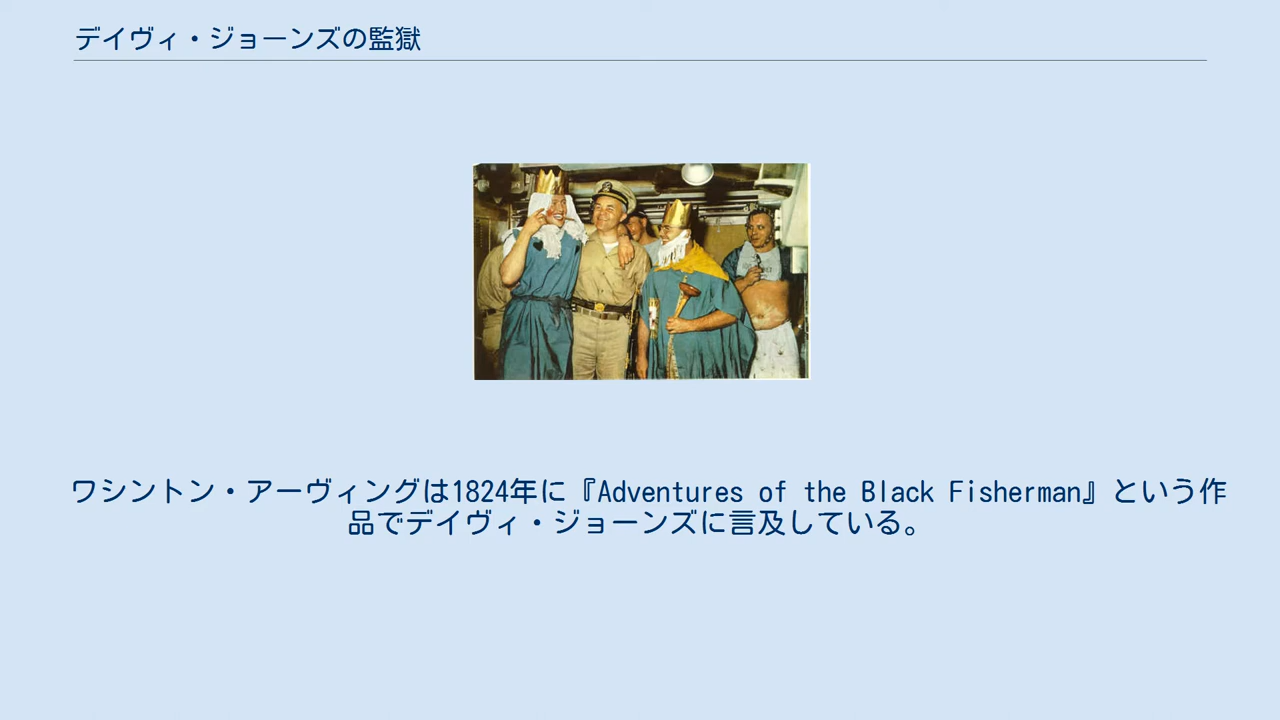 デイヴィ・ジョーンズの監獄
ワシントン・アーヴィングは1824年に『Adventures of the Black Fisherman』という作
品でデイヴィ・ジョーンズに言及している。